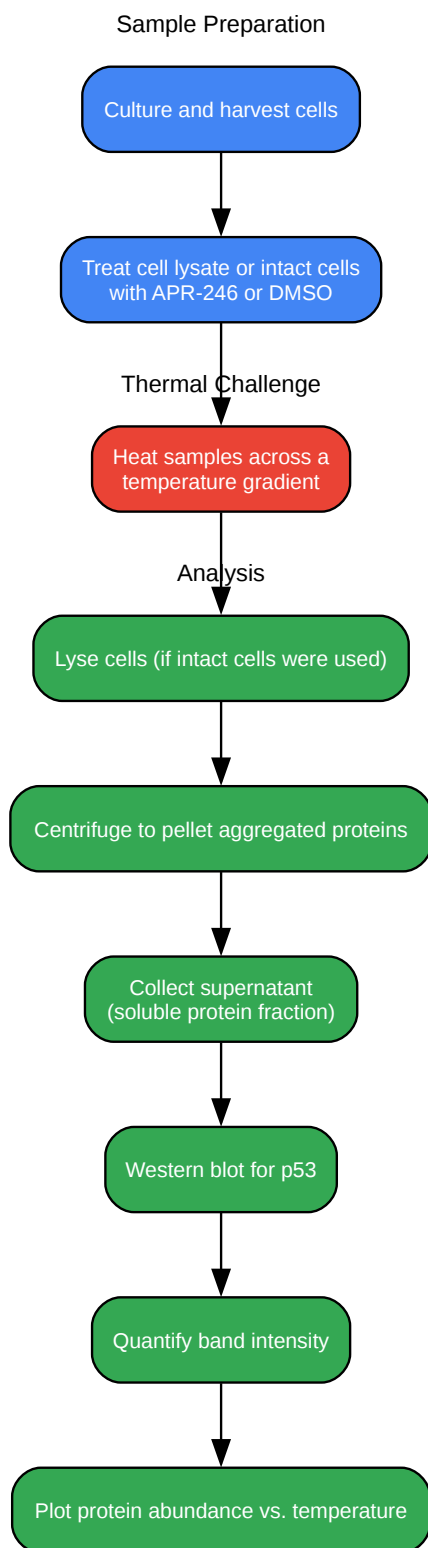 Sample Preparation
Culture and harvest cells
Treat cell lysate or intact cells
with APR-246 or DMSO
Thermal Challenge
Heat samples across a
temperature gradient
Analysis
Lyse cells (if intact cells were used)
Centrifuge to pellet aggregated proteins
Collect supernatant
(soluble protein fraction)
Western blot for p53
Quantify band intensity
Plot protein abundance vs. temperature